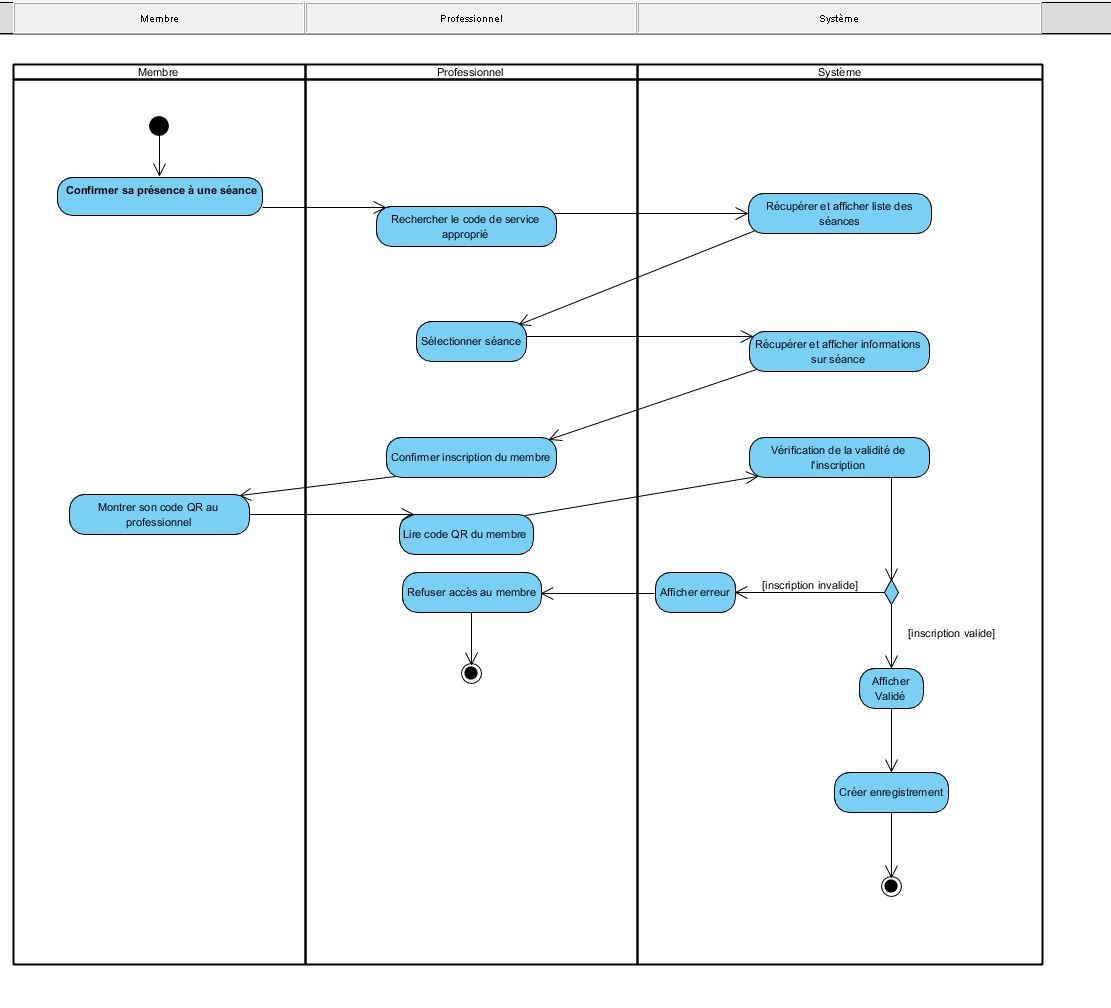 Membre
Professionnel
Système
Membre
Professionnel
Système
Confirmer sa présence à une séance
Rechercher le code de service
approprié
Récupérer et afficher liste des
séances
Sélectionner séance
Récupérer et afficher informations
sur séance
Confirmer inscription du membre
Vérification de la validité de
l'inscription
Montrer son code QR au
professionnel
Lire code QR du membre
Refuser accès au membre
Afficher erreur
[inscription invalide]
[inscription valide]
Afficher
Validé
Créer enregistrement